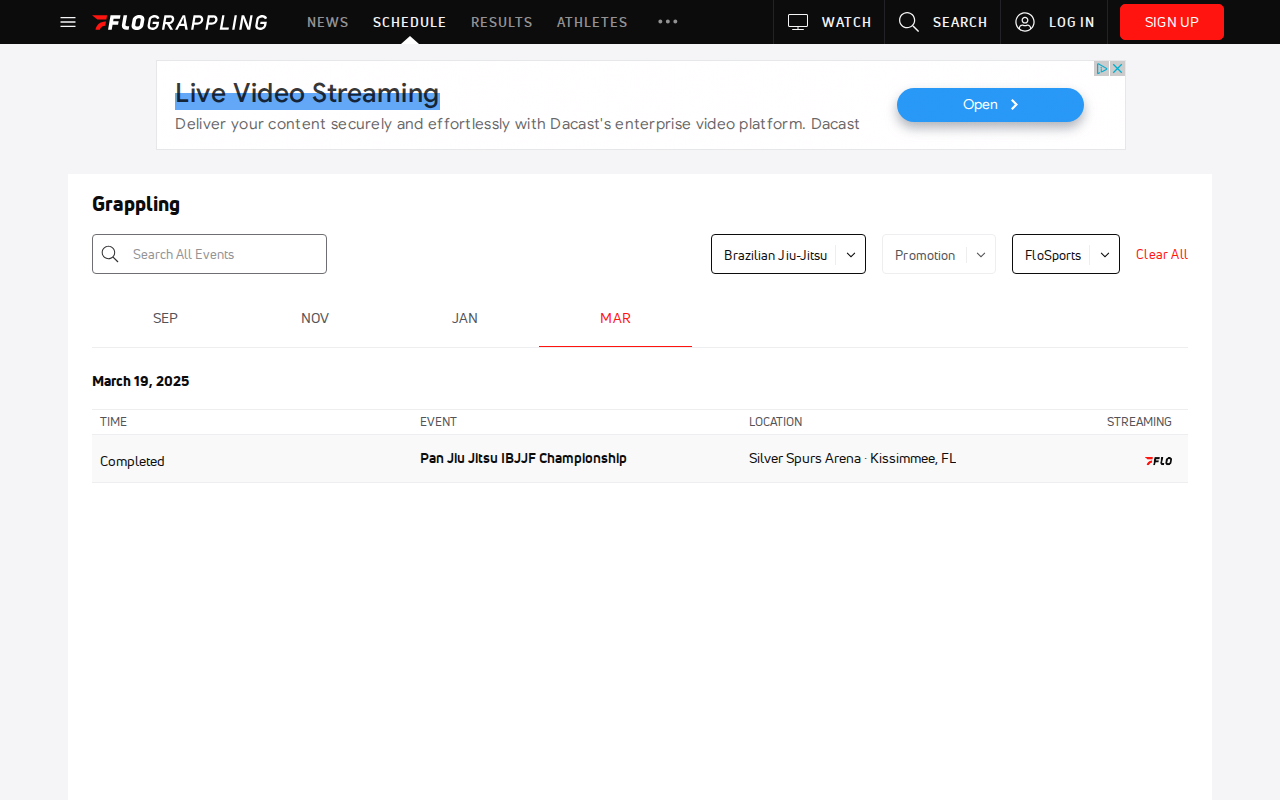 FLOGRAPPLING NEWS SCHEDULE RESULTS ATHLETES WATCH SEARCH LOG IN SIGN UP
Live Video Streaming
Deliver your content securely and effortlessly with Dacast's enterprise video platform. Dacast
Open
Grappling
Search All Events
Brazilian Jiu-Jitsu
Promotion
FloSports
Clear All
SEP NOV JAN MAR
March 19, 2025
TIME EVENT LOCATION STREAMING
Completed Pan Jiu Jitsu IBJJF Championship Silver Spurs Arena · Kissimmee, FL FLO